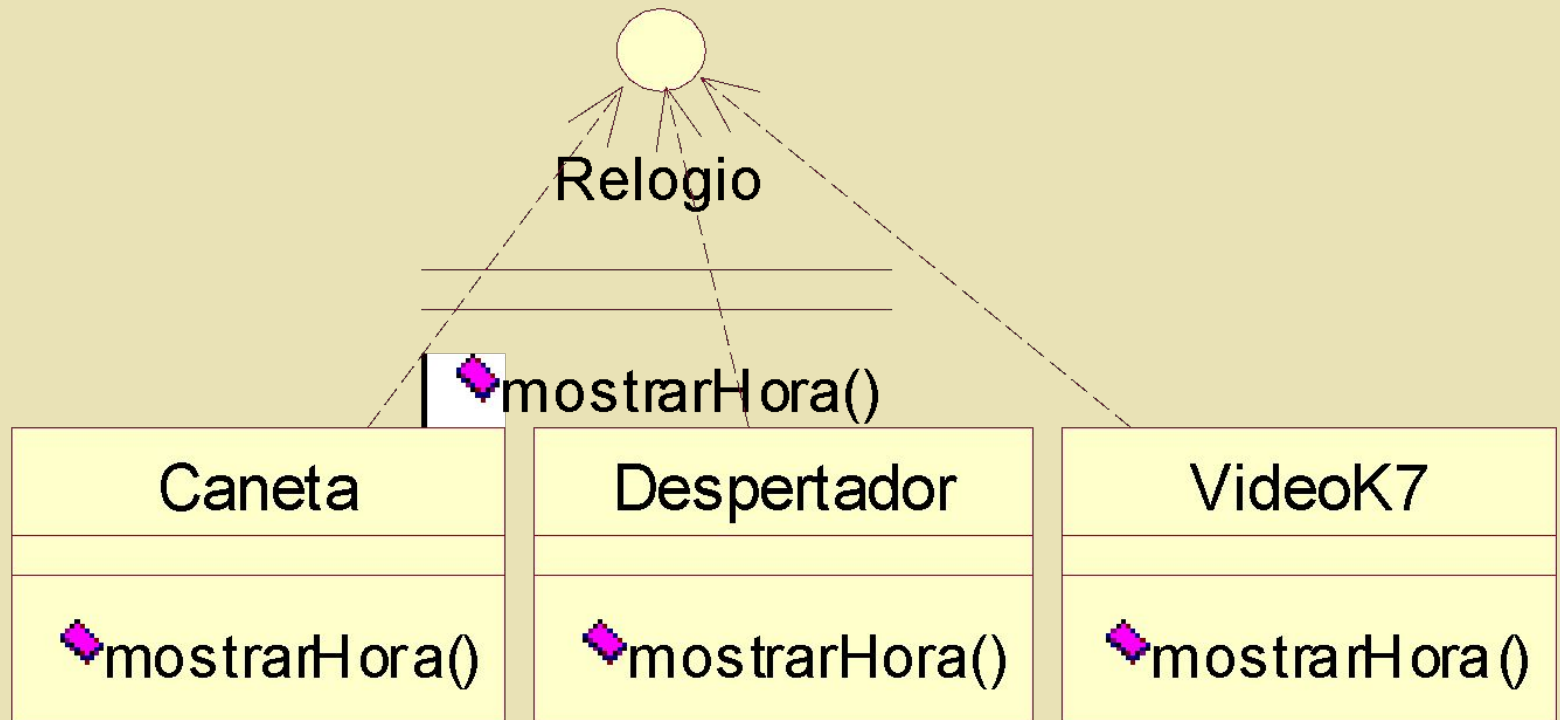 Relogio
mostrarHora()
Caneta
Despertador
VideoK7
mostrarHora()
mostrarHora()
mostrarHora()